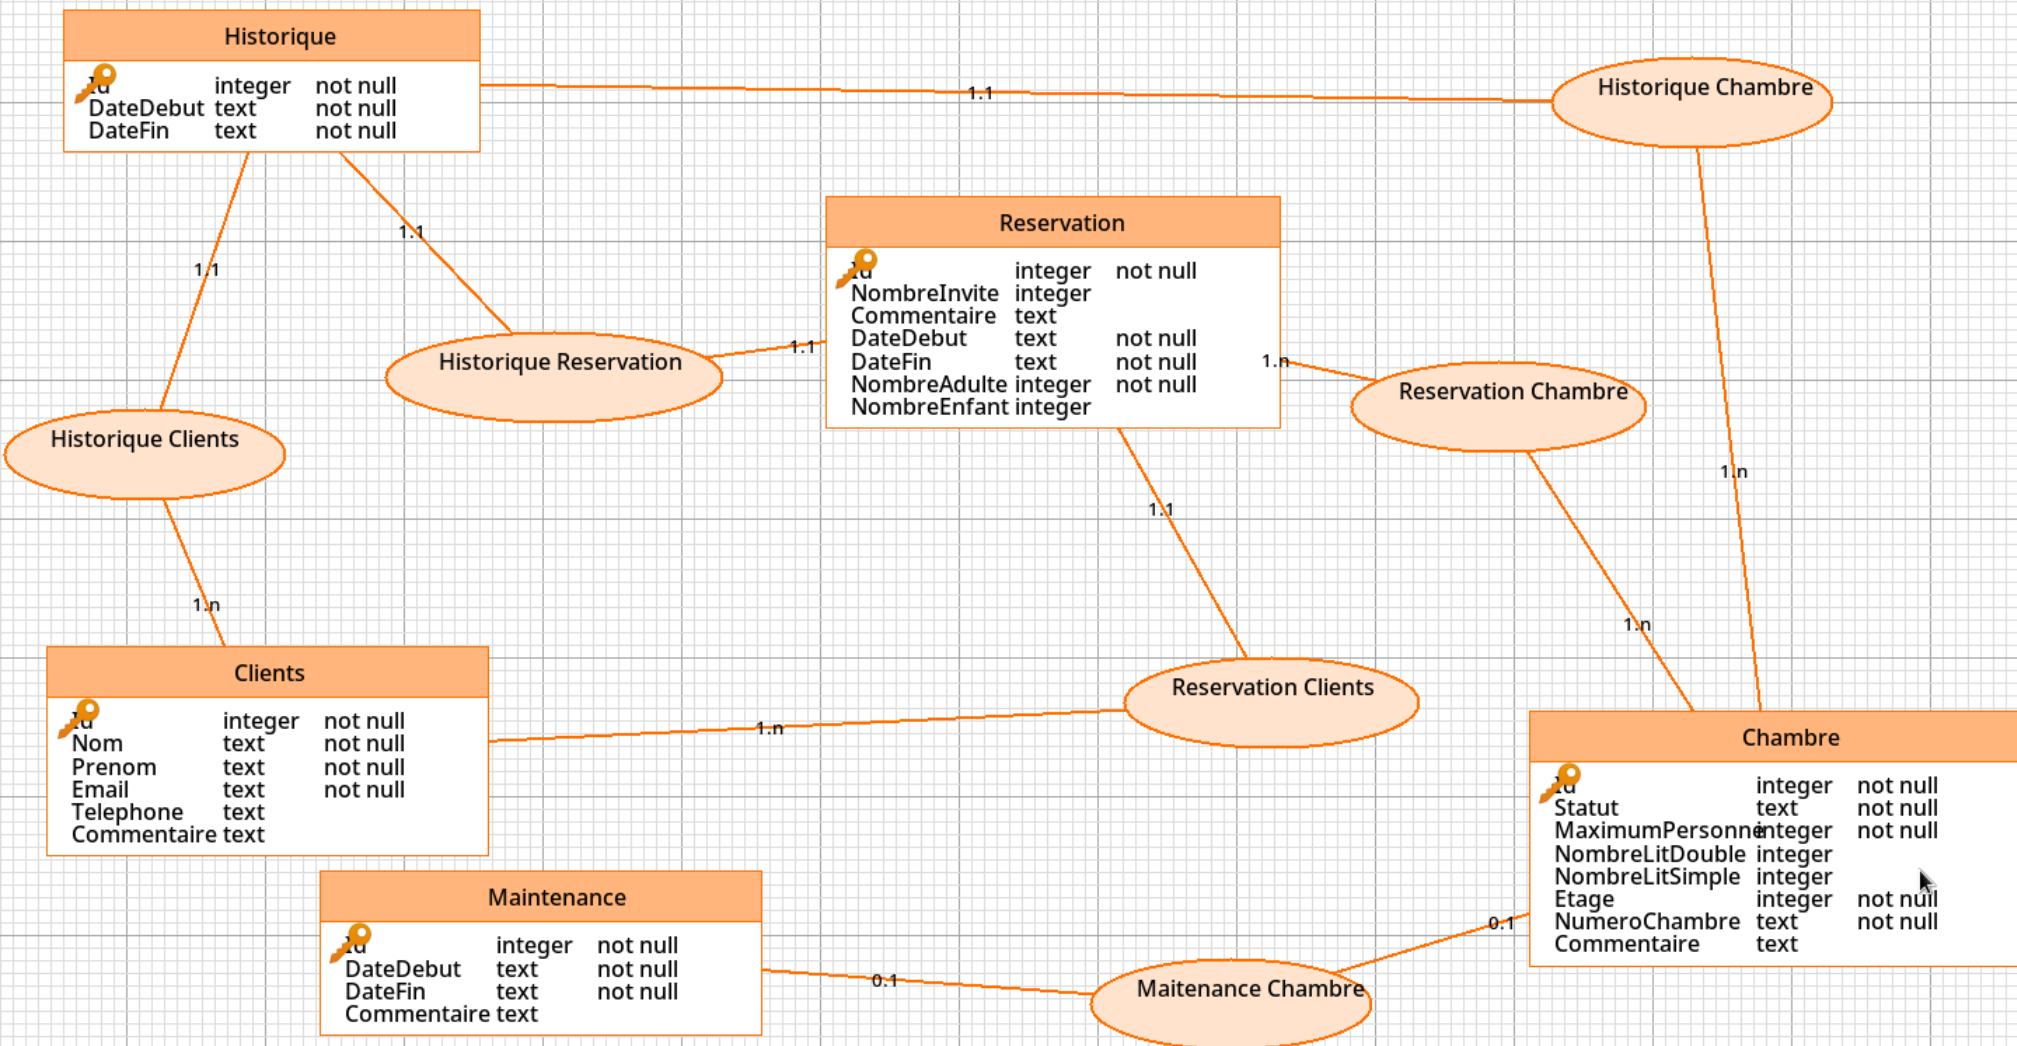 Historique
Id integer not null
DateDebut text not null
DateFin text not null
1.1
Historique Chambre
1.1
1.1
Reservation
Id integer not null
NombreInvite integer
Commentaire text
DateDebut text not null
DateFin text not null
NombreAdulte integer not null
NombreEnfant integer
Historique Reservation
1.1
1.n
Reservation Chambre
Historique Clients
1.n
1.1
1.n
1.n
Clients
Id integer not null
Nom text not null
Prenom text not null
Email text not null
Telephone text
Commentaire text
Reservation Clients
1.n
Chambre
Id integer not null
Statut text not null
MaximumPersonne integer not null
NombreLitDouble integer
NombreLitSimple integer
Etage integer not null
NumeroChambre text not null
Commentaire text
Maintenance
Id integer not null
DateDebut text not null
DateFin text not null
Commentaire text
0.1
0.1
Maitenance Chambre